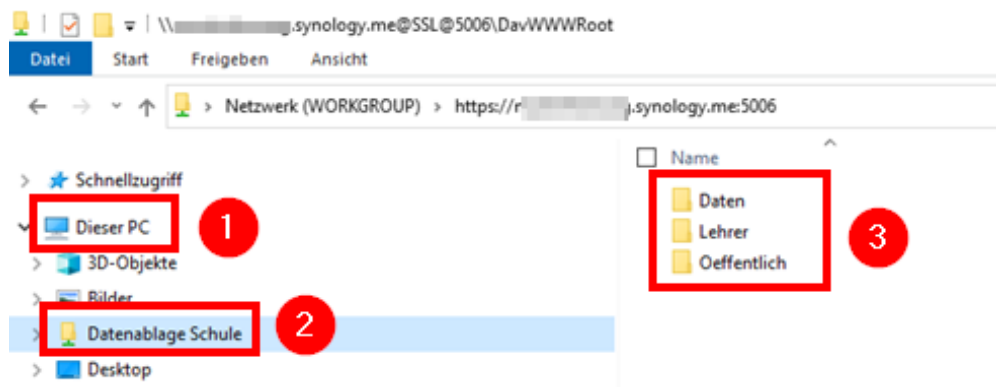 \\ .synology.me@SSL@5006\DavWWWRoot
Datei Start Freigeben Ansicht
Netzwerk (WORKGROUP) > https:// .synology.me:5006
Name
Schnellzugriff
Dieser PC
1
3D-Objekte
Bilder
Datenablage Schule
2
Desktop
Daten
Lehrer
Oeffentlich
3